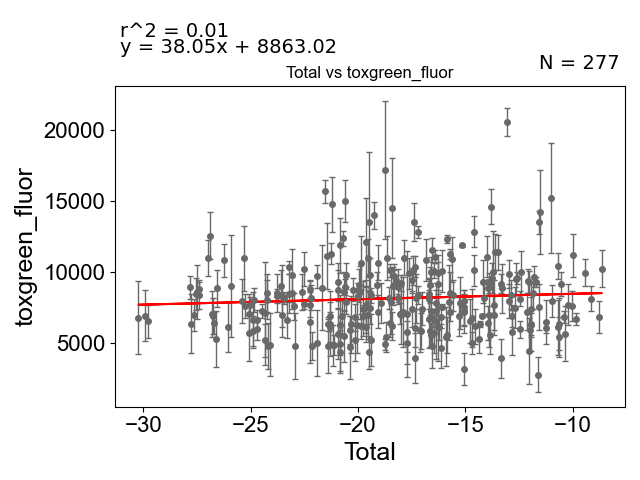 r^2 = 0.01
y = 38.05x + 8863.02
N = 277
Total vs toxgreen_fluor
20000
15000
10000
5000
toxgreen_fluor
−30
−25
−20
−15
−10
Total